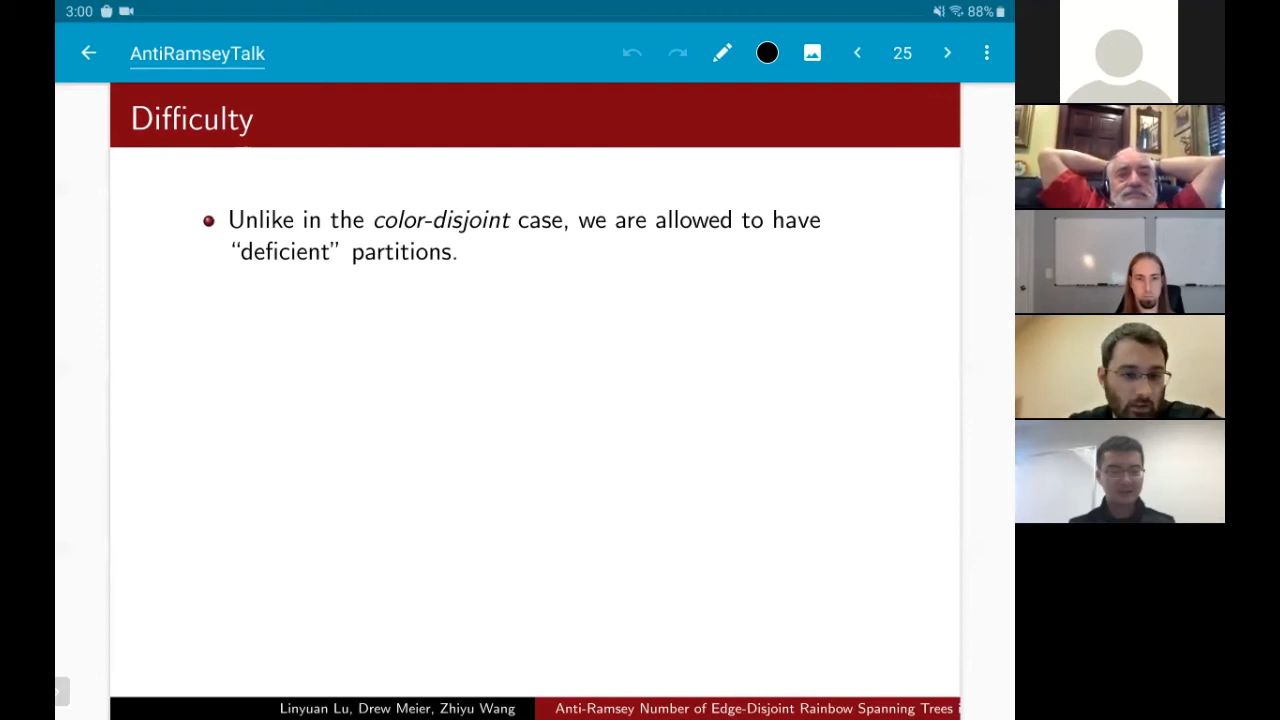 3:00
88%
AntiRamseyTalk
25
Difficulty
Unlike in the color-disjoint case, we are allowed to have
“deficient” partitions.
Linyuan Lu, Drew Meier, Zhiyu Wang
Anti-Ramsey Number of Edge-Disjoint Rainbow Spanning Trees i